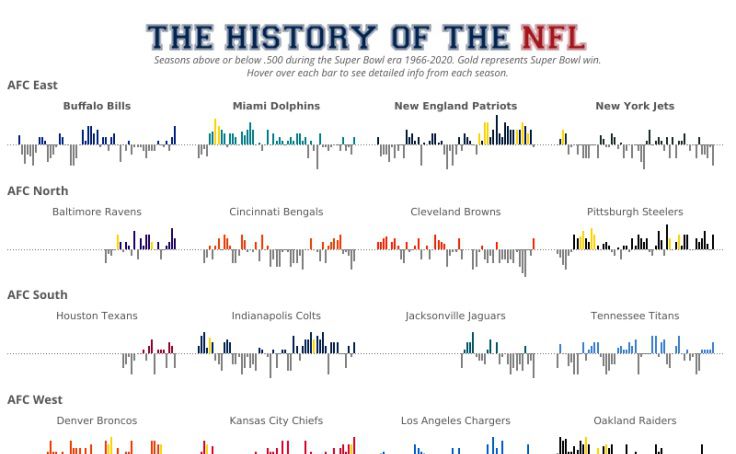 THE HISTORY OF THE NFL
Seasons above or below .500 during the Super Bowl era 1966-2020. Gold represents Super Bowl win.
Hover over each bar to see detailed info from each season.
AFC East
Buffalo Bills Miami Dolphins New England Patriots New York Jets
AFC North
Baltimore Ravens Cincinnati Bengals Cleveland Browns Pittsburgh Steelers
AFC South
Houston Texans Indianapolis Colts Jacksonville Jaguars Tennessee Titans
AFC West
Denver Broncos Kansas City Chiefs Los Angeles Chargers Oakland Raiders